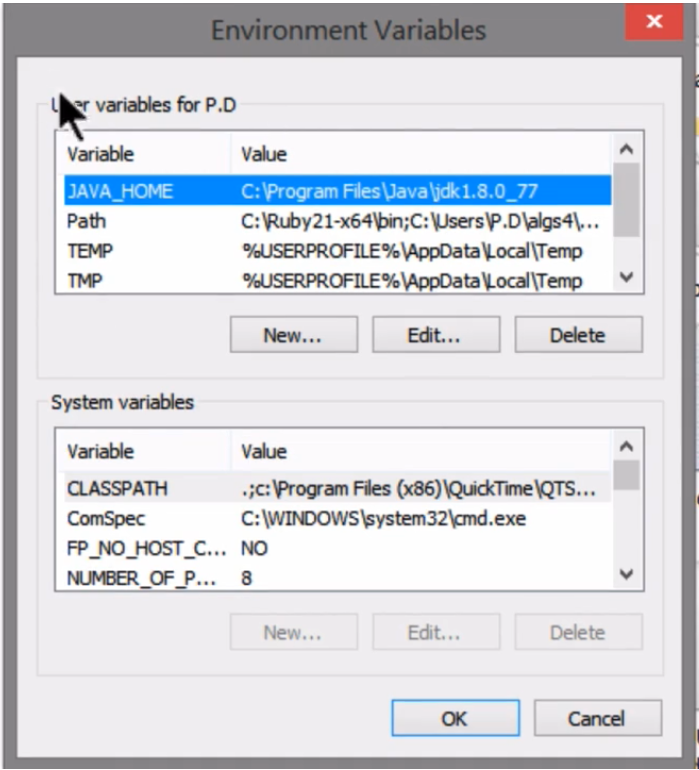 Environment Variables
x
User variables for P.D
Variable Value
JAVA_HOME C:\Program Files\Java\jdk1.8.0_77
Path C:\Ruby21-x64\bin;C:\Users\P.D\algs4\...
TEMP %USERPROFILE%\AppData\Local\Temp
TMP %USERPROFILE%\AppData\Local\Temp
New... Edit... Delete
System variables
Variable Value
CLASSPATH .;c:\Program Files (x86)\QuickTime\QTS...
ComSpec C:\WINDOWS\system32\cmd.exe
FP_NO_HOST_C... NO
NUMBER_OF_P... 8
New... Edit... Delete
OK Cancel